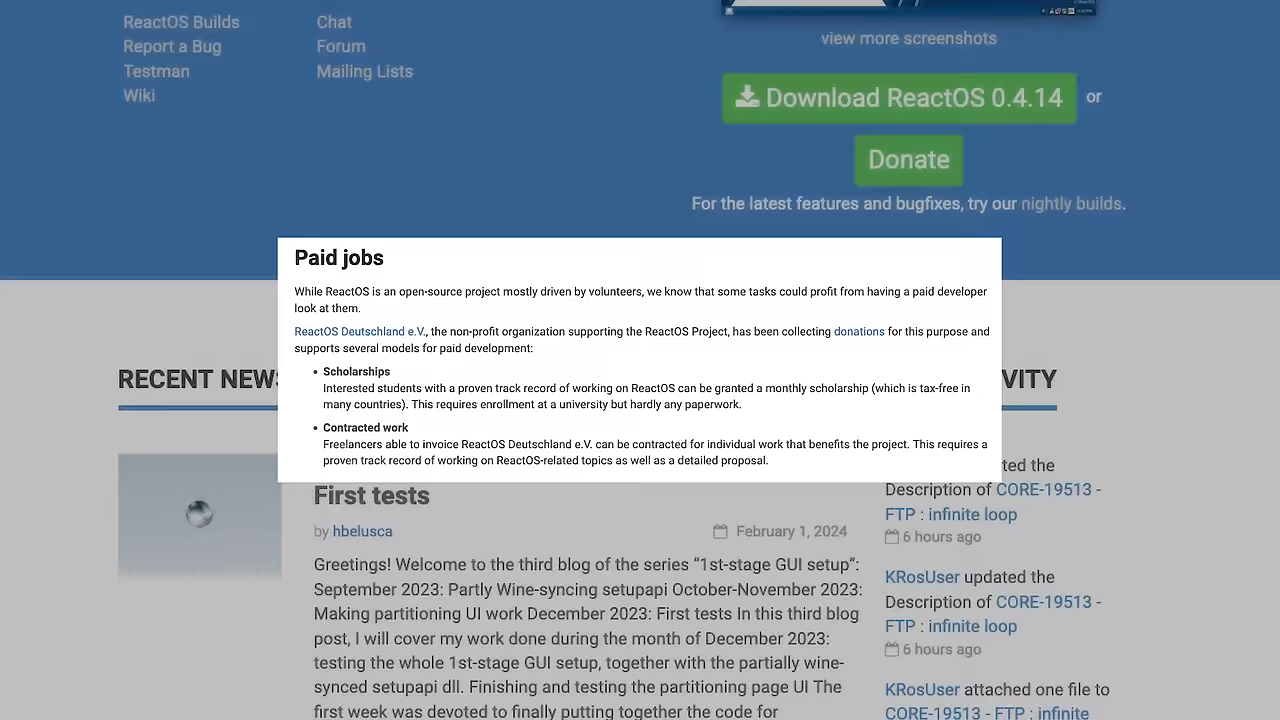 ReactOS Builds
Report a Bug
Testman
Wiki
Chat
Forum
Mailing Lists
view more screenshots
Download ReactOS 0.4.14 or
Donate
For the latest features and bugfixes, try our nightly builds.
Paid jobs
While ReactOS is an open-source project mostly driven by volunteers, we know that some tasks could profit from having a paid developer
look at them.
ReactOS Deutschland e.V., the non-profit organization supporting the ReactOS Project, has been collecting donations for this purpose and
supports several models for paid development:
• Scholarships
Interested students with a proven track record of working on ReactOS can be granted a monthly scholarship (which is tax-free in
many countries). This requires enrollment at a university but hardly any paperwork.
• Contracted work
Freelancers able to invoice ReactOS Deutschland e.V. can be contracted for individual work that benefits the project. This requires a
proven track record of working on ReactOS-related topics as well as a detailed proposal.
RECENT NEWS
VITY
First tests
by hbelusca
February 1, 2024
Greetings! Welcome to the third blog of the series “1st-stage GUI setup”:
September 2023: Partly Wine-syncing setupapi October-November 2023:
Making partitioning UI work December 2023: First tests In this third blog
post, I will cover my work done during the month of December 2023:
testing the whole 1st-stage GUI setup, together with the partially wine-
synced setupapi dll. Finishing and testing the partitioning page UI The
first week was devoted to finally putting together the code for
ted the
Description of CORE-19513 -
FTP : infinite loop
6 hours ago
KRosUser updated the
Description of CORE-19513 -
FTP : infinite loop
6 hours ago
KRosUser attached one file to
CORE-19513 - FTP : infinite